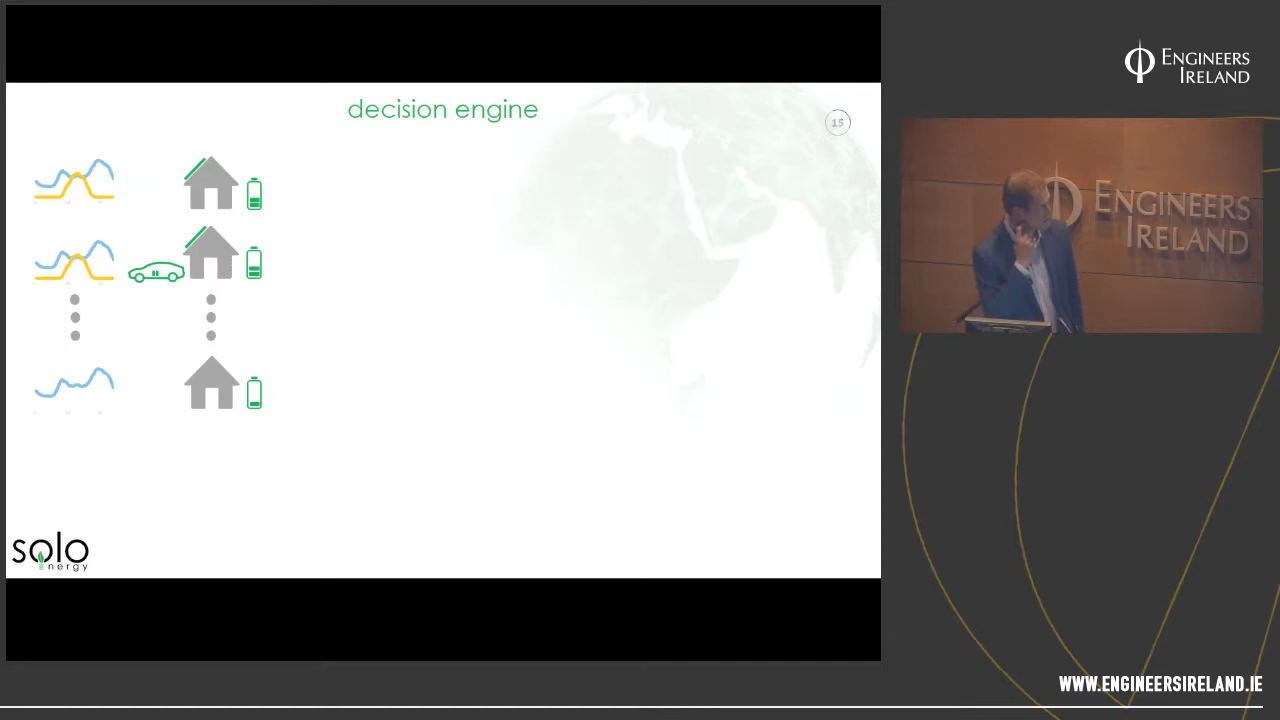 decision engine
15
solo
energy
ENGINEERS
IRELAND
ENGINEERS
IRELAND
WWW.ENGINEERSIRELAND.IE